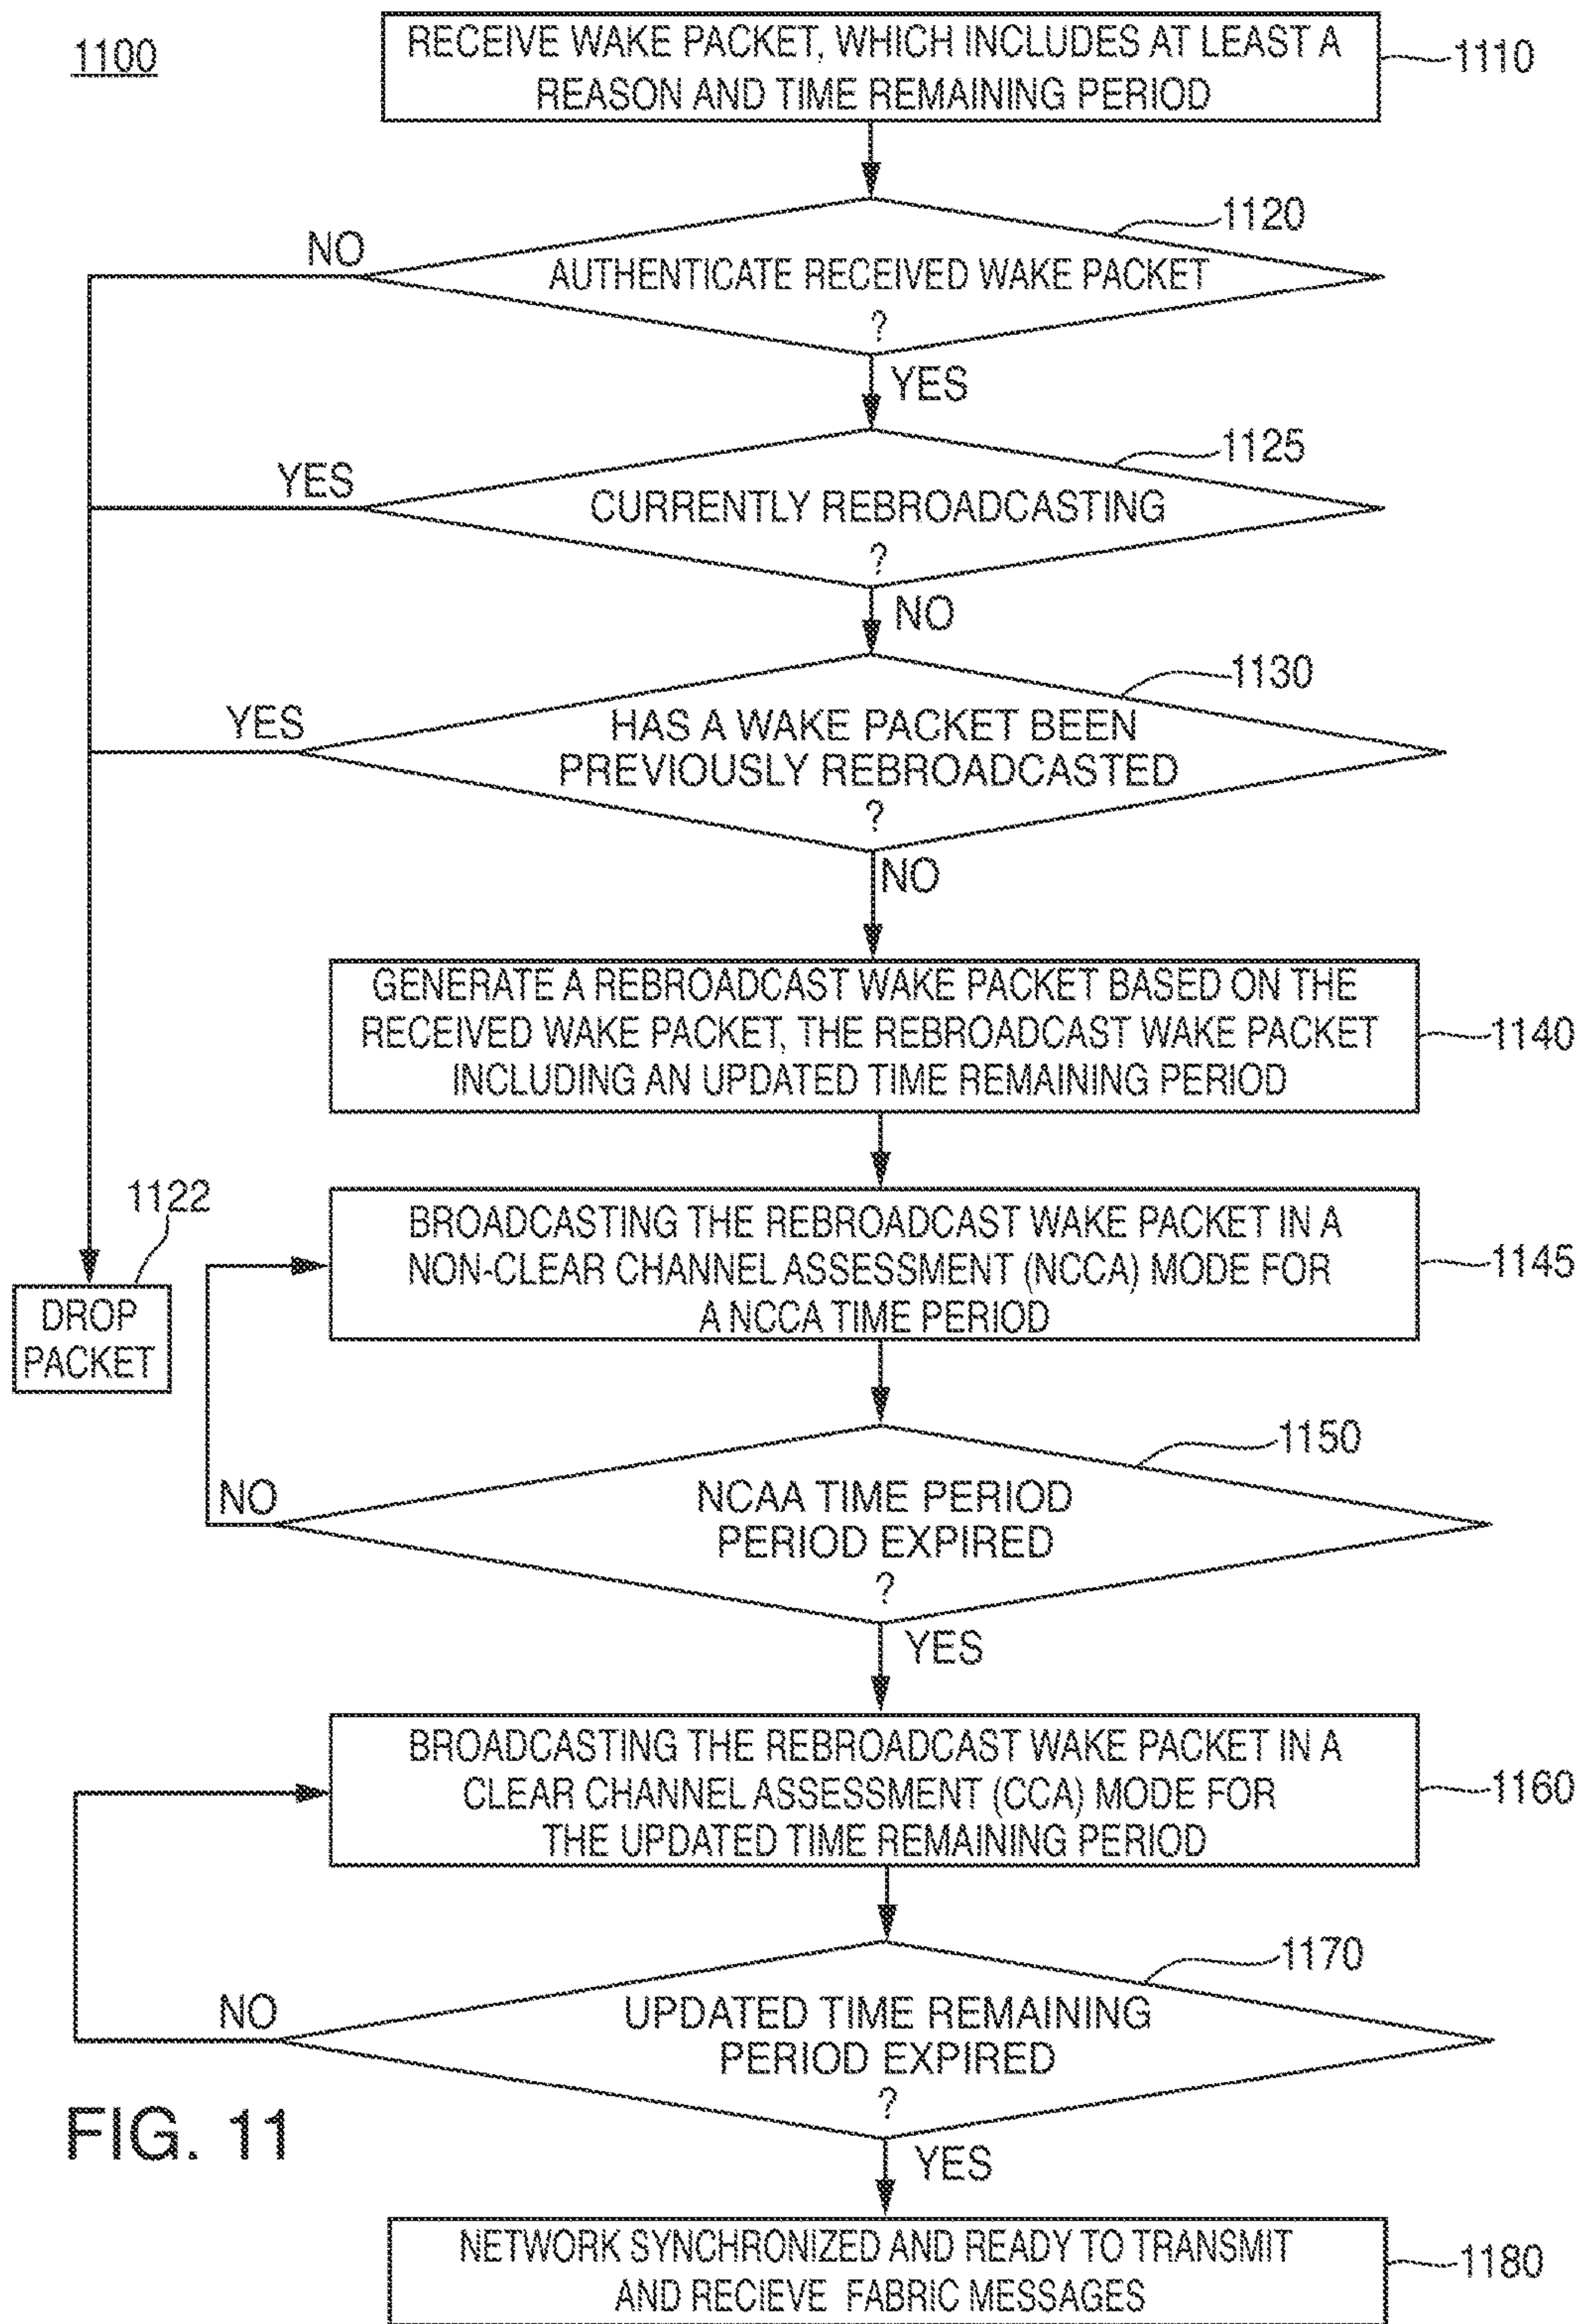 1100
RECEIVE WAKE PACKET, WHICH INCLUDES AT LEAST A
REASON AND TIME REMAINING PERIOD
1110
1120
NO
AUTHENTICATE RECEIVED WAKE PACKET
?
YES
1125
YES
CURRENTLY REBROADCASTING
?
NO
1130
YES
HAS A WAKE PACKET BEEN
PREVIOUSLY REBROADCASTED
?
NO
GENERATE A REBROADCAST WAKE PACKET BASED ON THE
RECEIVED WAKE PACKET, THE REBROADCAST WAKE PACKET
INCLUDING AN UPDATED TIME REMAINING PERIOD
1140
1122
DROP
PACKET
BROADCASTING THE REBROADCAST WAKE PACKET IN A
NON-CLEAR CHANNEL ASSESSMENT (NCCA) MODE FOR
A NCCA TIME PERIOD
1145
1150
NO
NCAA TIME PERIOD
PERIOD EXPIRED
?
YES
BROADCASTING THE REBROADCAST WAKE PACKET IN A
CLEAR CHANNEL ASSESSMENT (CCA) MODE FOR
THE UPDATED TIME REMAINING PERIOD
1160
1170
NO
UPDATED TIME REMAINING
PERIOD EXPIRED
?
YES
FIG. 11
NETWORK SYNCHRONIZED AND READY TO TRANSMIT
AND RECIEVE FABRIC MESSAGES
1180